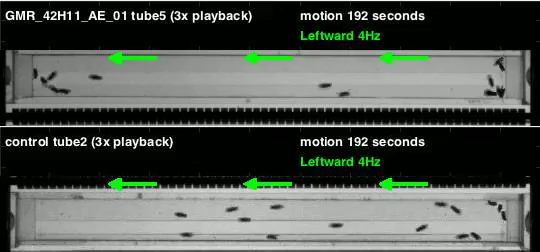 GMR_42H11_AE_01 tube5 (3x playback) motion 192 seconds
Leftward 4Hz
control tube2 (3x playback) motion 192 seconds
Leftward 4Hz